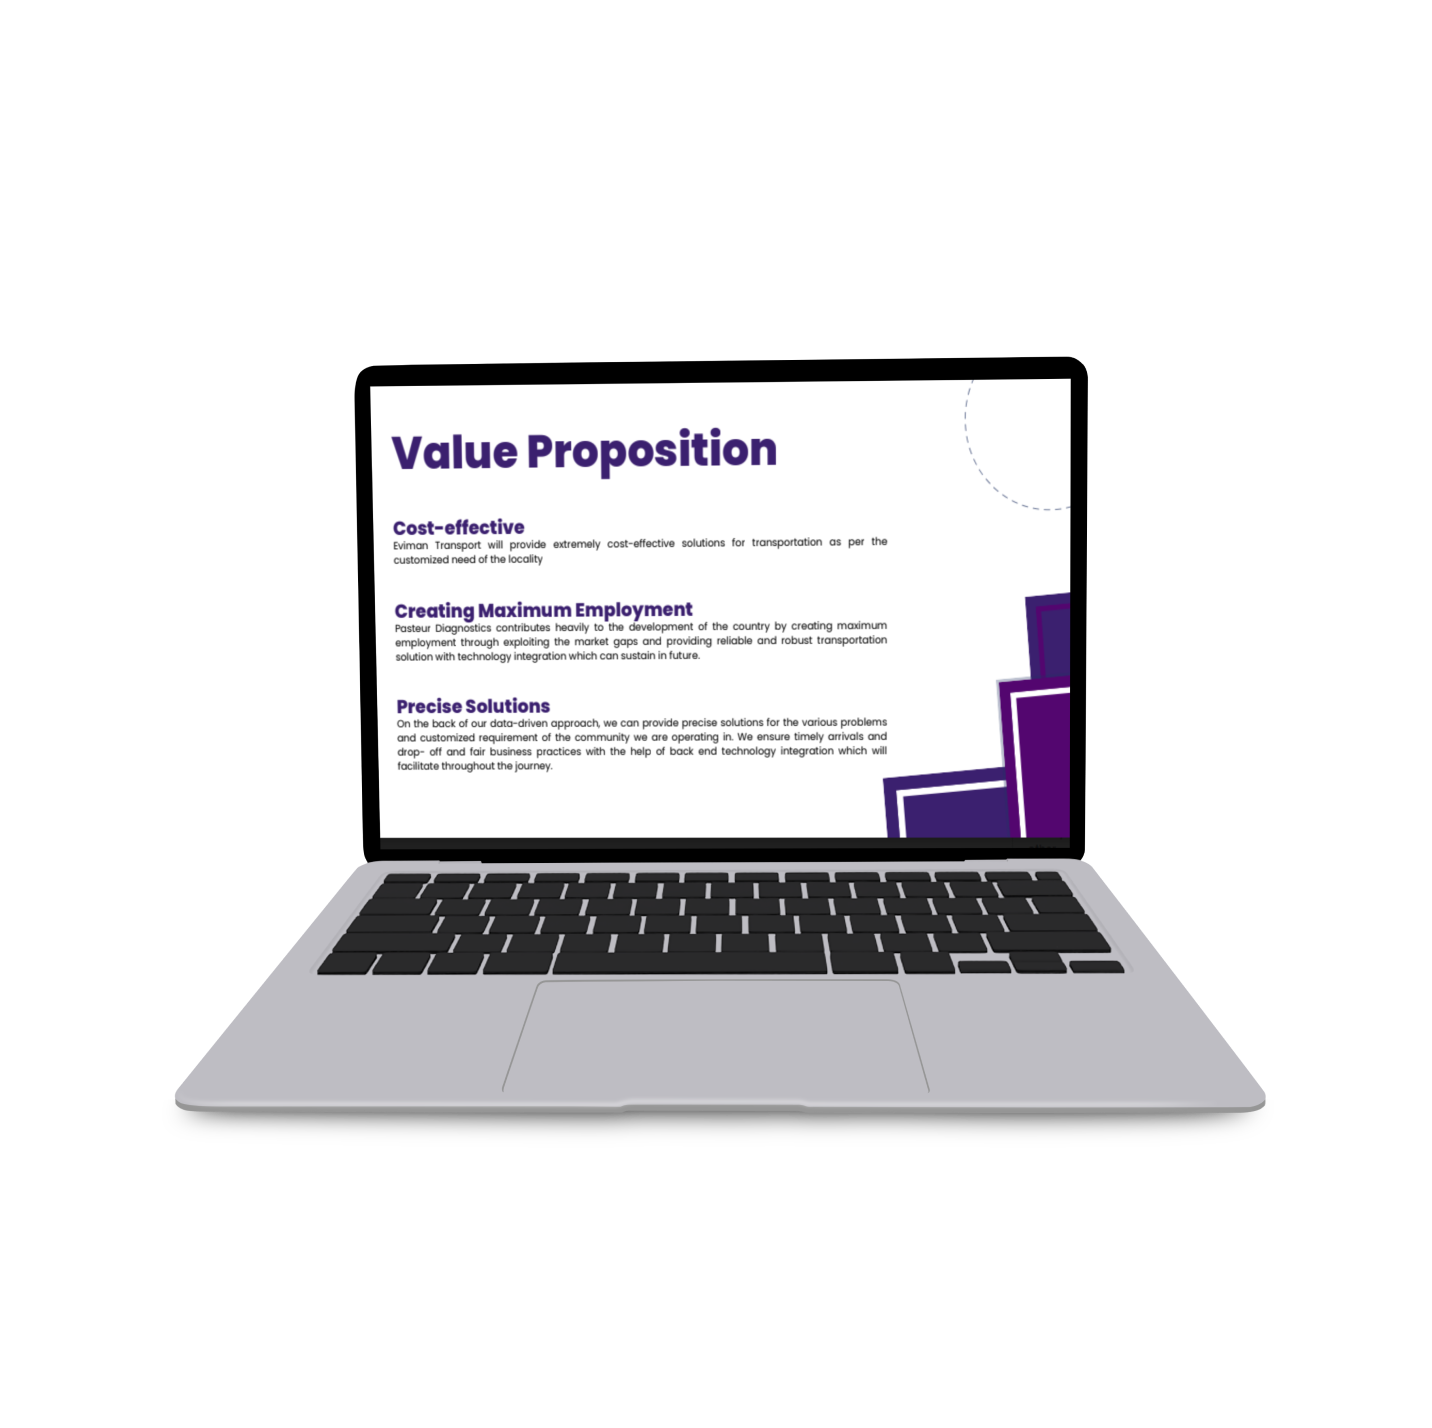 Value Proposition
Cost-effective
Eviman Transport will provide extremely cost-effective solutions for transportation as per the
customized need of the locality
Creating Maximum Employment
Pasteur Diagnostics contributes heavily to the development of the country by creating maximum
employment through exploiting the market gaps and providing reliable and robust transportation
solution with technology integration which can sustain in future.
Precise Solutions
On the back of our data-driven approach, we can provide precise solutions for the various problems
and customized requirement of the community we are operating in. We ensure timely arrivals and
drop- off and fair business practices with the help of back end technology integration which will
facilitate throughout the journey.